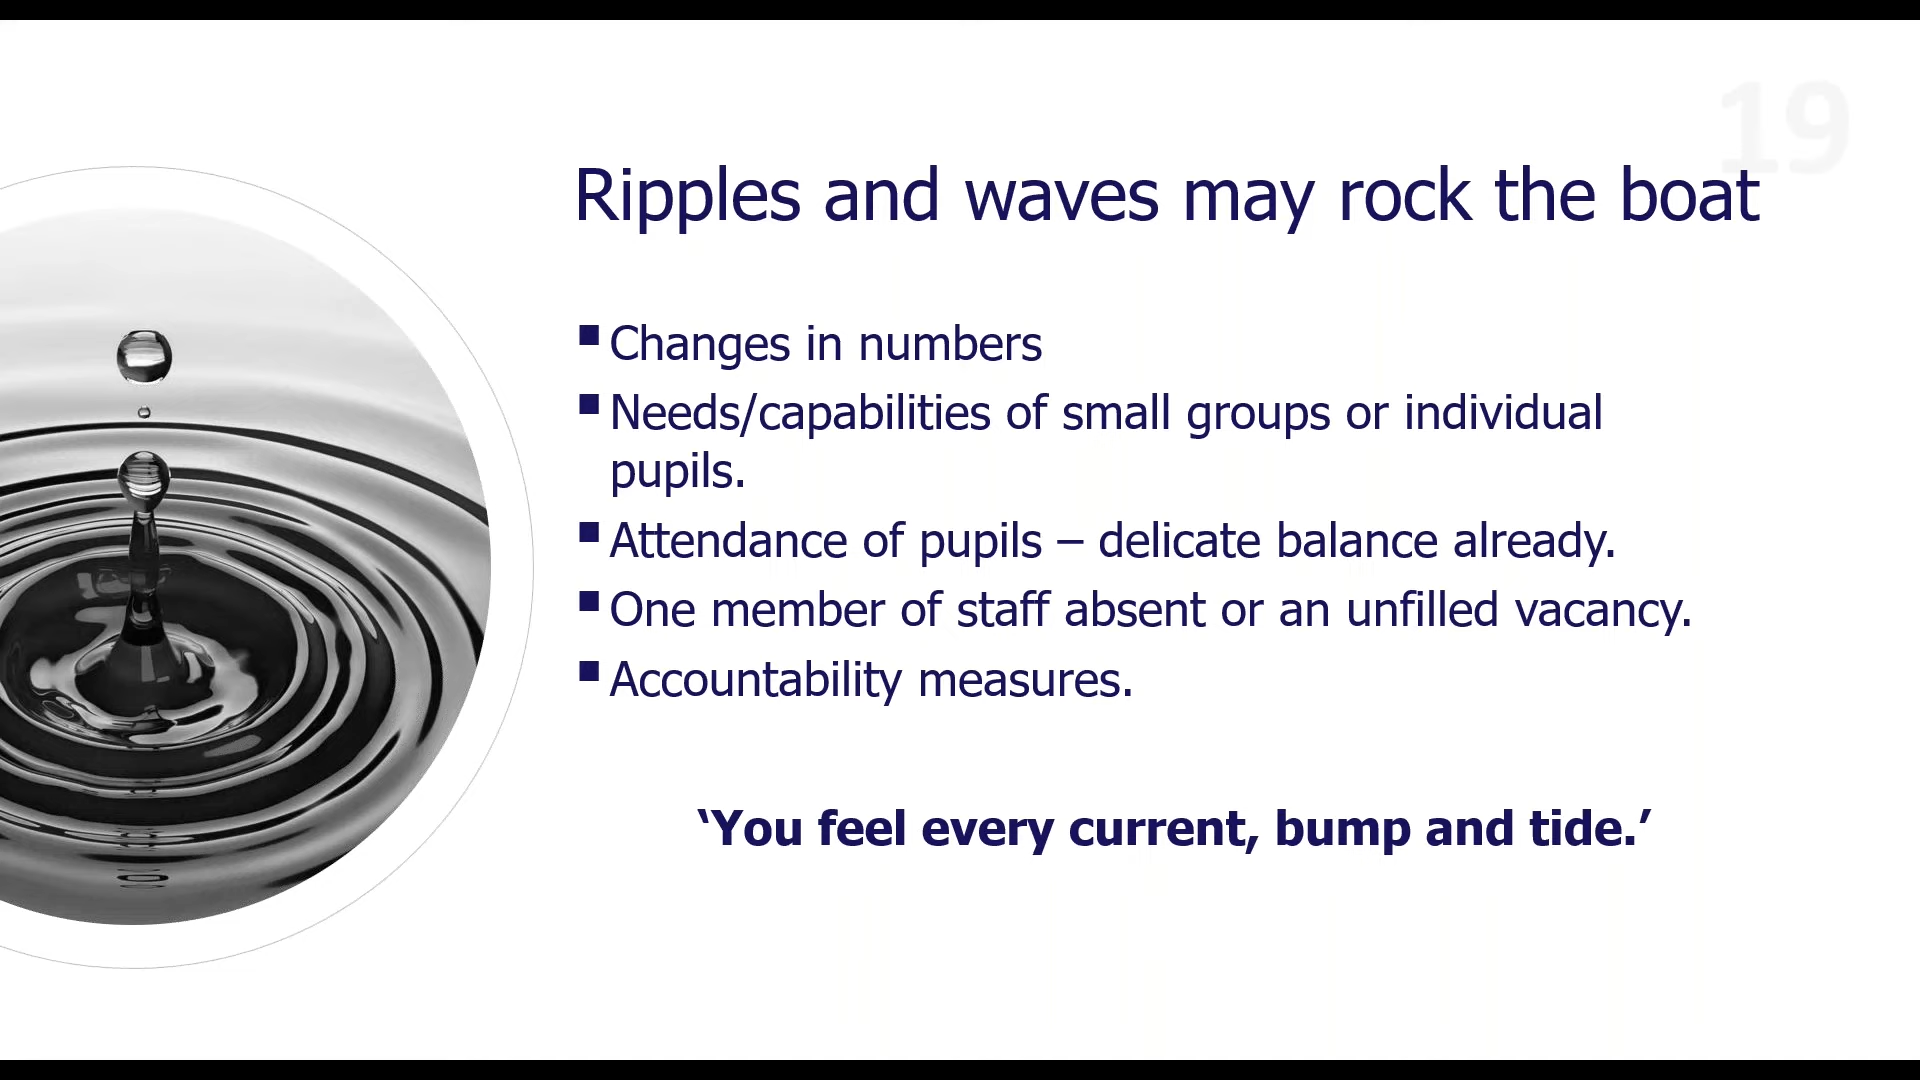 19
Ripples and waves may rock the boat
▪ Changes in numbers
▪ Needs/capabilities of small groups or individual
pupils.
▪ Attendance of pupils – delicate balance already.
▪ One member of staff absent or an unfilled vacancy.
▪ Accountability measures.
‘You feel every current, bump and tide.’